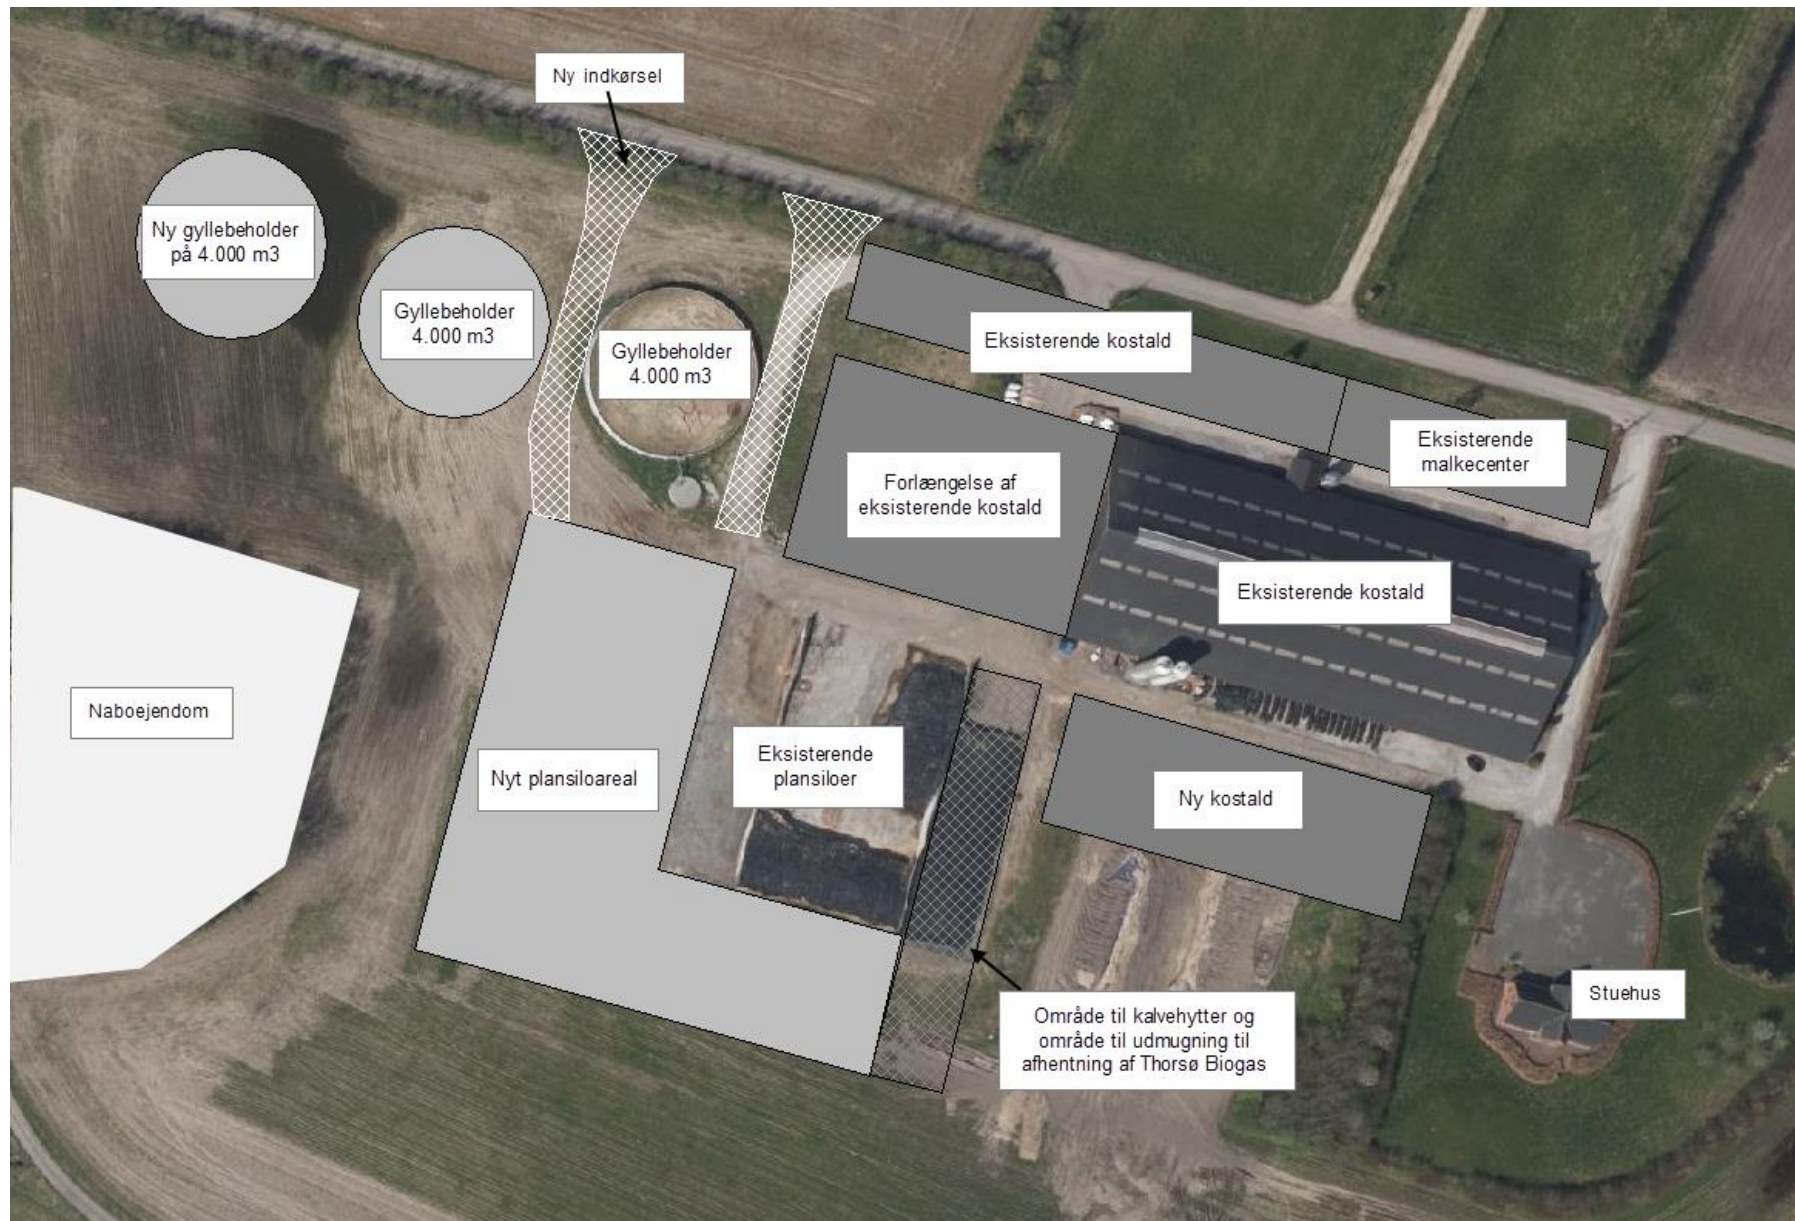 Ny indkørsel
Ny gyllebeholder
på 4.000 m3
Gyllebeholder
4.000 m3
Gyllebeholder
4.000 m3
Eksisterende kostald
Eksisterende
malkecenter
Forlængelse af
eksisterende kostald
Eksisterende kostald
Naboejendom
Nyt plansiloareal
Eksisterende
plansiloer
Ny kostald
Stuehus
Område til kalvehytter og
område til udmugning til
afhentning af Thorsø Biogas